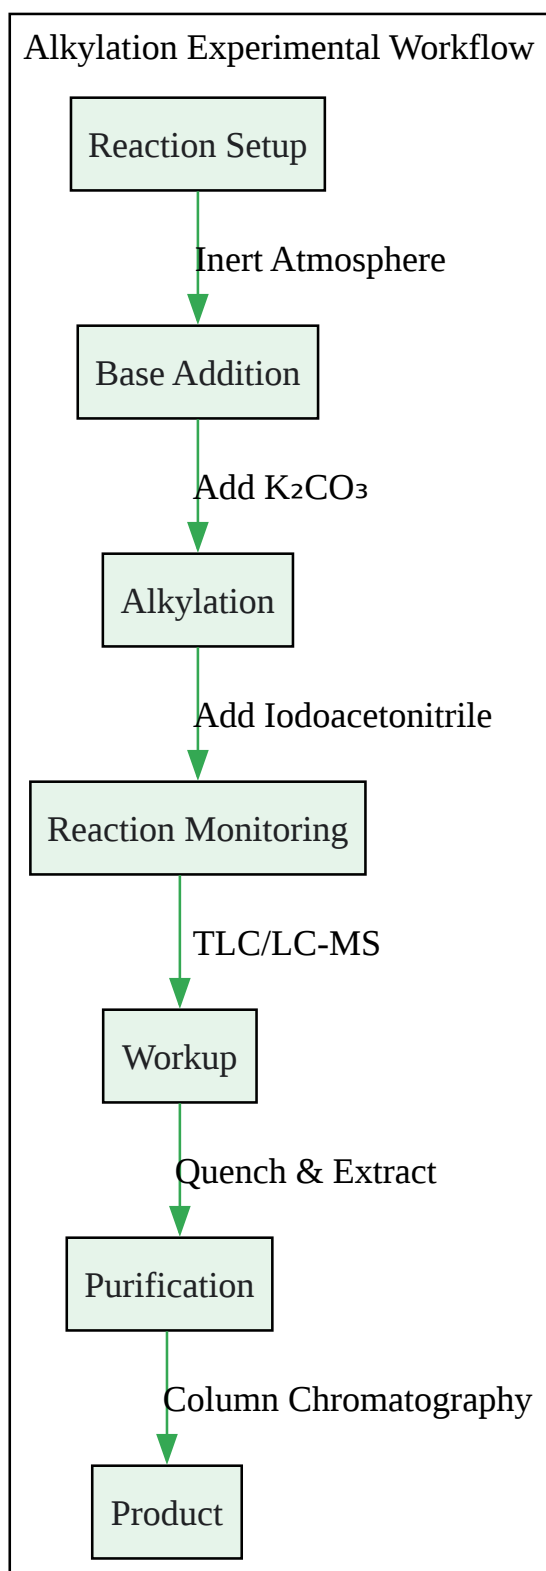 Alkylation Experimental Workflow
Reaction Setup
Inert Atmosphere
Base Addition
Add K₂CO₃
Alkylation
Add Iodoacetonitrile
Reaction Monitoring
TLC/LC-MS
Workup
Quench & Extract
Purification
Column Chromatography
Product